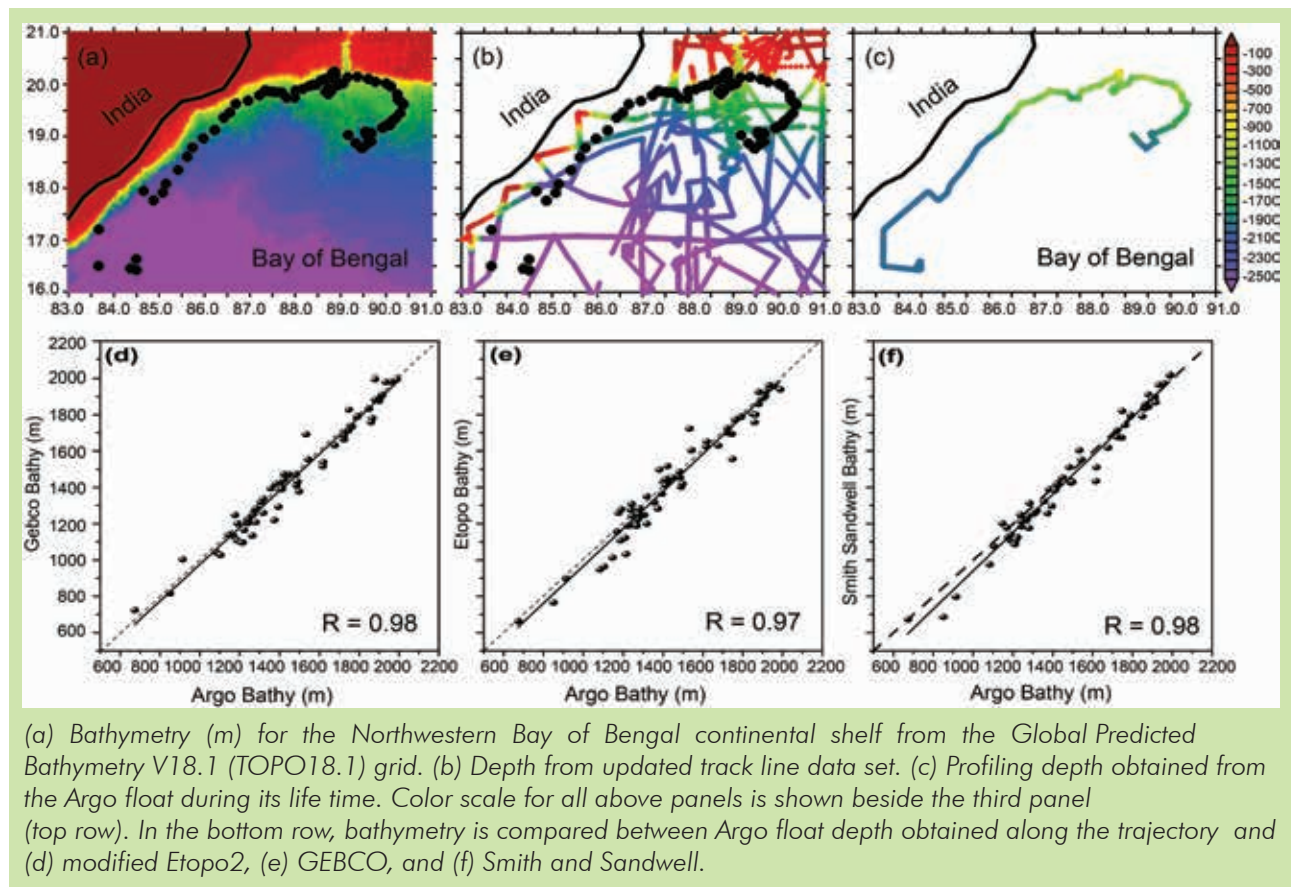 21.0
20.0
19.0
18.0
17.0
16.0
(a)
India
Bay of Bengal
83.0 84.0 85.0 86.0 87.0 88.0 89.0 90.0 91.0
(b)
India
83.0 84.0 85.0 86.0 87.0 88.0 89.0 90.0 91.0
(c)
India
Bay of Bengal
83.0 84.0 85.0 86.0 87.0 88.0 89.0 90.0 91.0
-100
-300
-500
-700
-900
-1100
-1300
-1500
-1700
-1900
-2100
-2300
-2500
(d)
Gebco Bathy (m)
2200
2000
1800
1600
1400
1200
1000
800
600
R = 0.98
600 800 1000 1200 1400 1600 1800 2000 2200
Argo Bathy (m)
(e)
Etopo Bathy (m)
R = 0.97
600 800 1000 1200 1400 1600 1800 2000 2200
Argo Bathy (m)
(f)
Smith Sandwell Bathy (m)
R = 0.98
600 800 1000 1200 1400 1600 1800 2000 2200
Argo Bathy (m)
(a) Bathymetry (m) for the Northwestern Bay of Bengal continental shelf from the Global Predicted
Bathymetry V18.1 (TOPO18.1) grid. (b) Depth from updated track line data set. (c) Profiling depth obtained from
the Argo float during its life time. Color scale for all above panels is shown beside the third panel
(top row). In the bottom row, bathymetry is compared between Argo float depth obtained along the trajectory and
(d) modified Etopo2, (e) GEBCO, and (f) Smith and Sandwell.